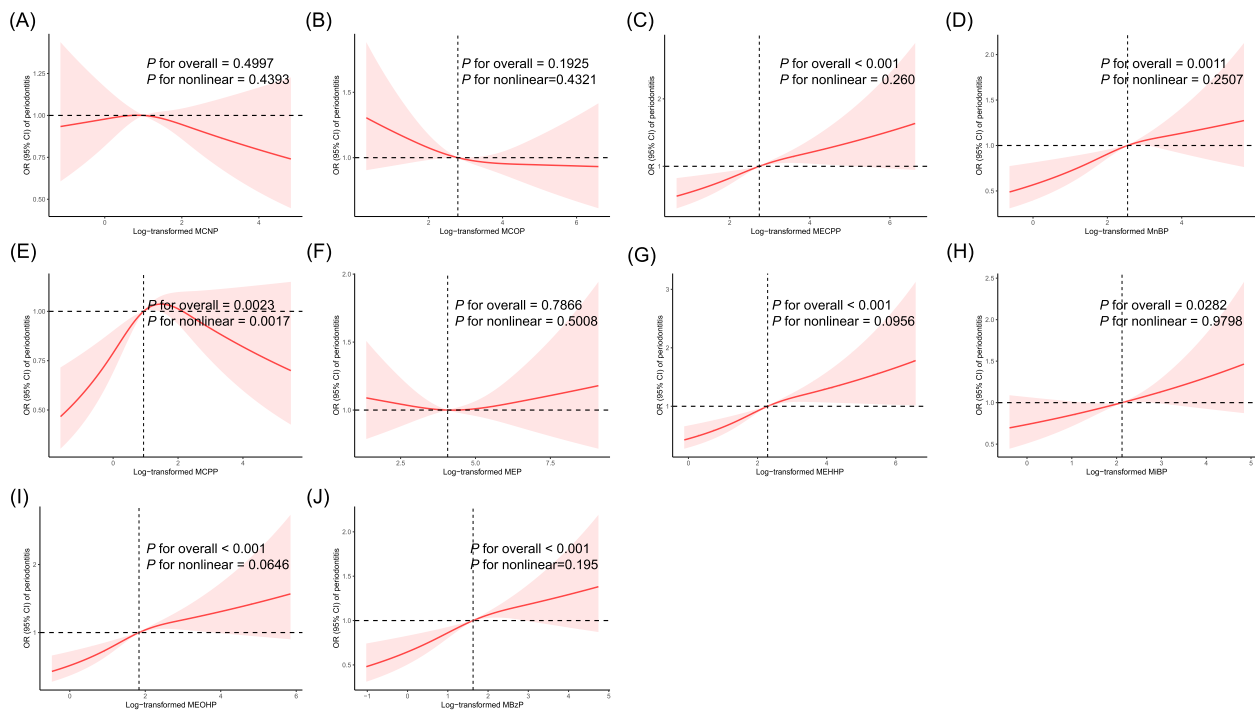 (A)
OR (95% CI) of periodontitis
1.25
1.00
0.75
0.50
P for overall = 0.4997
P for nonlinear = 0.4393
0 2 4
Log−transformed MCNP
(B)
OR (95% CI) of periodontitis
1.5
1.0
P for overall = 0.1925
P for nonlinear=0.4321
2 4 6
Log−transformed MCOP
(C)
OR (95% CI) of periodontitis
2
1
P for overall < 0.001
P for nonlinear = 0.260
2 4 6
Log−transformed MECPP
(D)
OR (95% CI) of periodontitis
2.0
1.5
1.0
0.5
P for overall = 0.0011
P for nonlinear = 0.2507
0 2 4
Log−transformed MnBP
(E)
OR (95% CI) of periodontitis
1.00
0.75
0.50
P for overall = 0.0023
P for nonlinear = 0.0017
0 2 4
Log−transformed MCPP
(F)
OR (95% CI) of periodontitis
2.0
1.5
1.0
P for overall = 0.7866
P for nonlinear = 0.5008
2.5 5.0 7.5
Log−transformed MEP
(G)
OR (95% CI) of periodontitis
3
2
1
P for overall < 0.001
P for nonlinear = 0.0956
0 2 4 6
Log−transformed MEHHP
(H)
OR (95% CI) of periodontitis
2.5
2.0
1.5
1.0
0.5
P for overall = 0.0282
P for nonlinear = 0.9798
0 1 2 3 4 5
Log−transformed MiBP
(I)
OR (95% CI) of periodontitis
2
1
P for overall < 0.001
P for nonlinear = 0.0646
0 2 4 6
Log−transformed MEOHP
(J)
OR (95% CI) of periodontitis
2.0
1.5
1.0
0.5
P for overall < 0.001
P for nonlinear=0.195
−1 0 1 2 3 4 5
Log−transformed MBzP